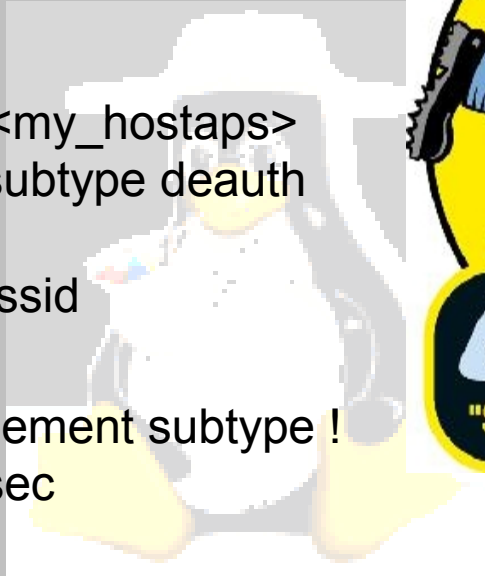 <my_hostaps>
subtype deauth
ssid
ement subtype !
sec